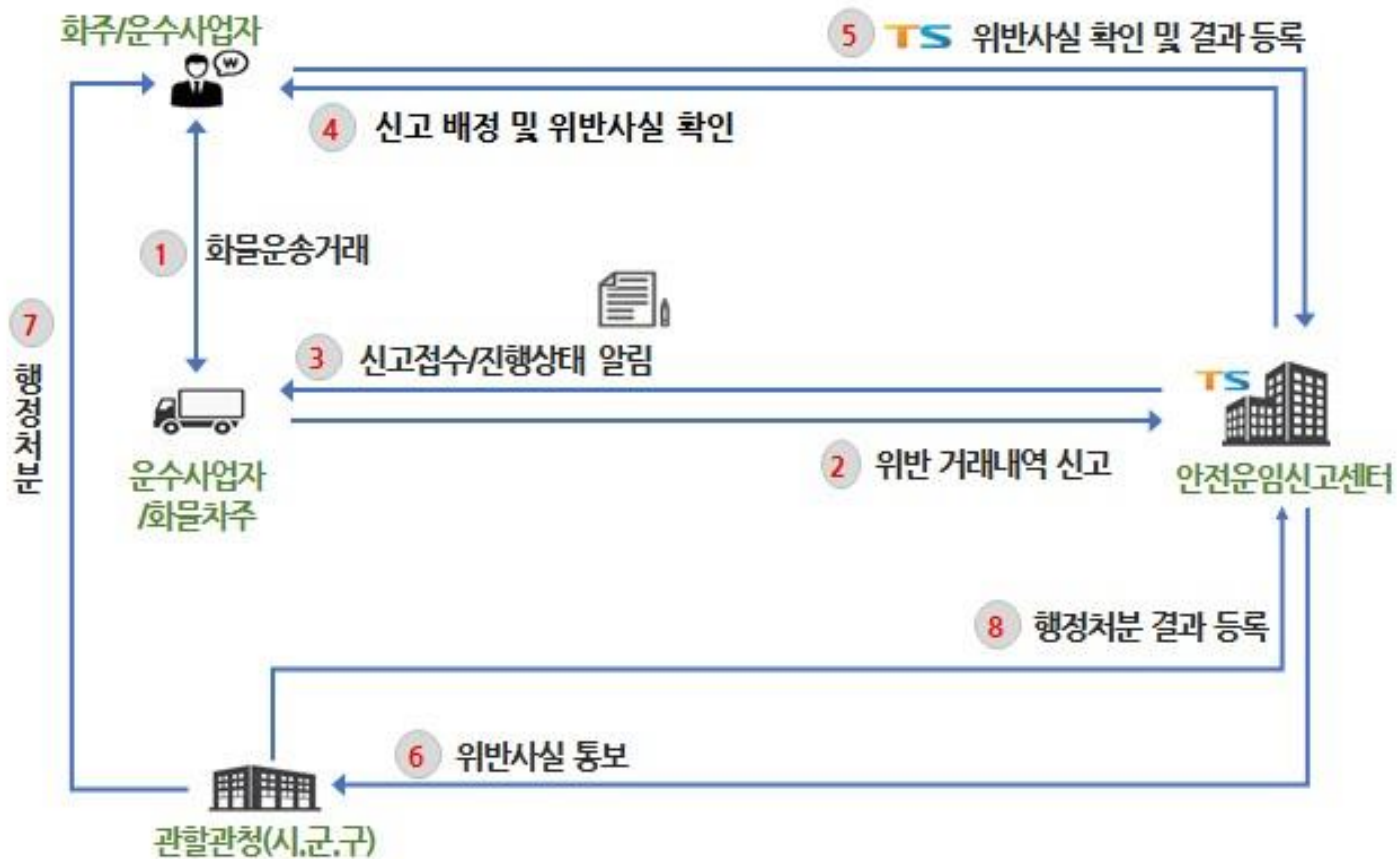 화주/운수사업자
5 TS 위반사실 확인 및 결과 등록
4 신고 배정 및 위반사실 확인
1 화물운송거래
7 행정처분
3 신고접수/진행상태 알림
TS
2 위반 거래내역 신고
운수사업자
/화물차주
안전운임신고센터
8 행정처분 결과 등록
6 위반사실 통보
관할관청(시,군,구)